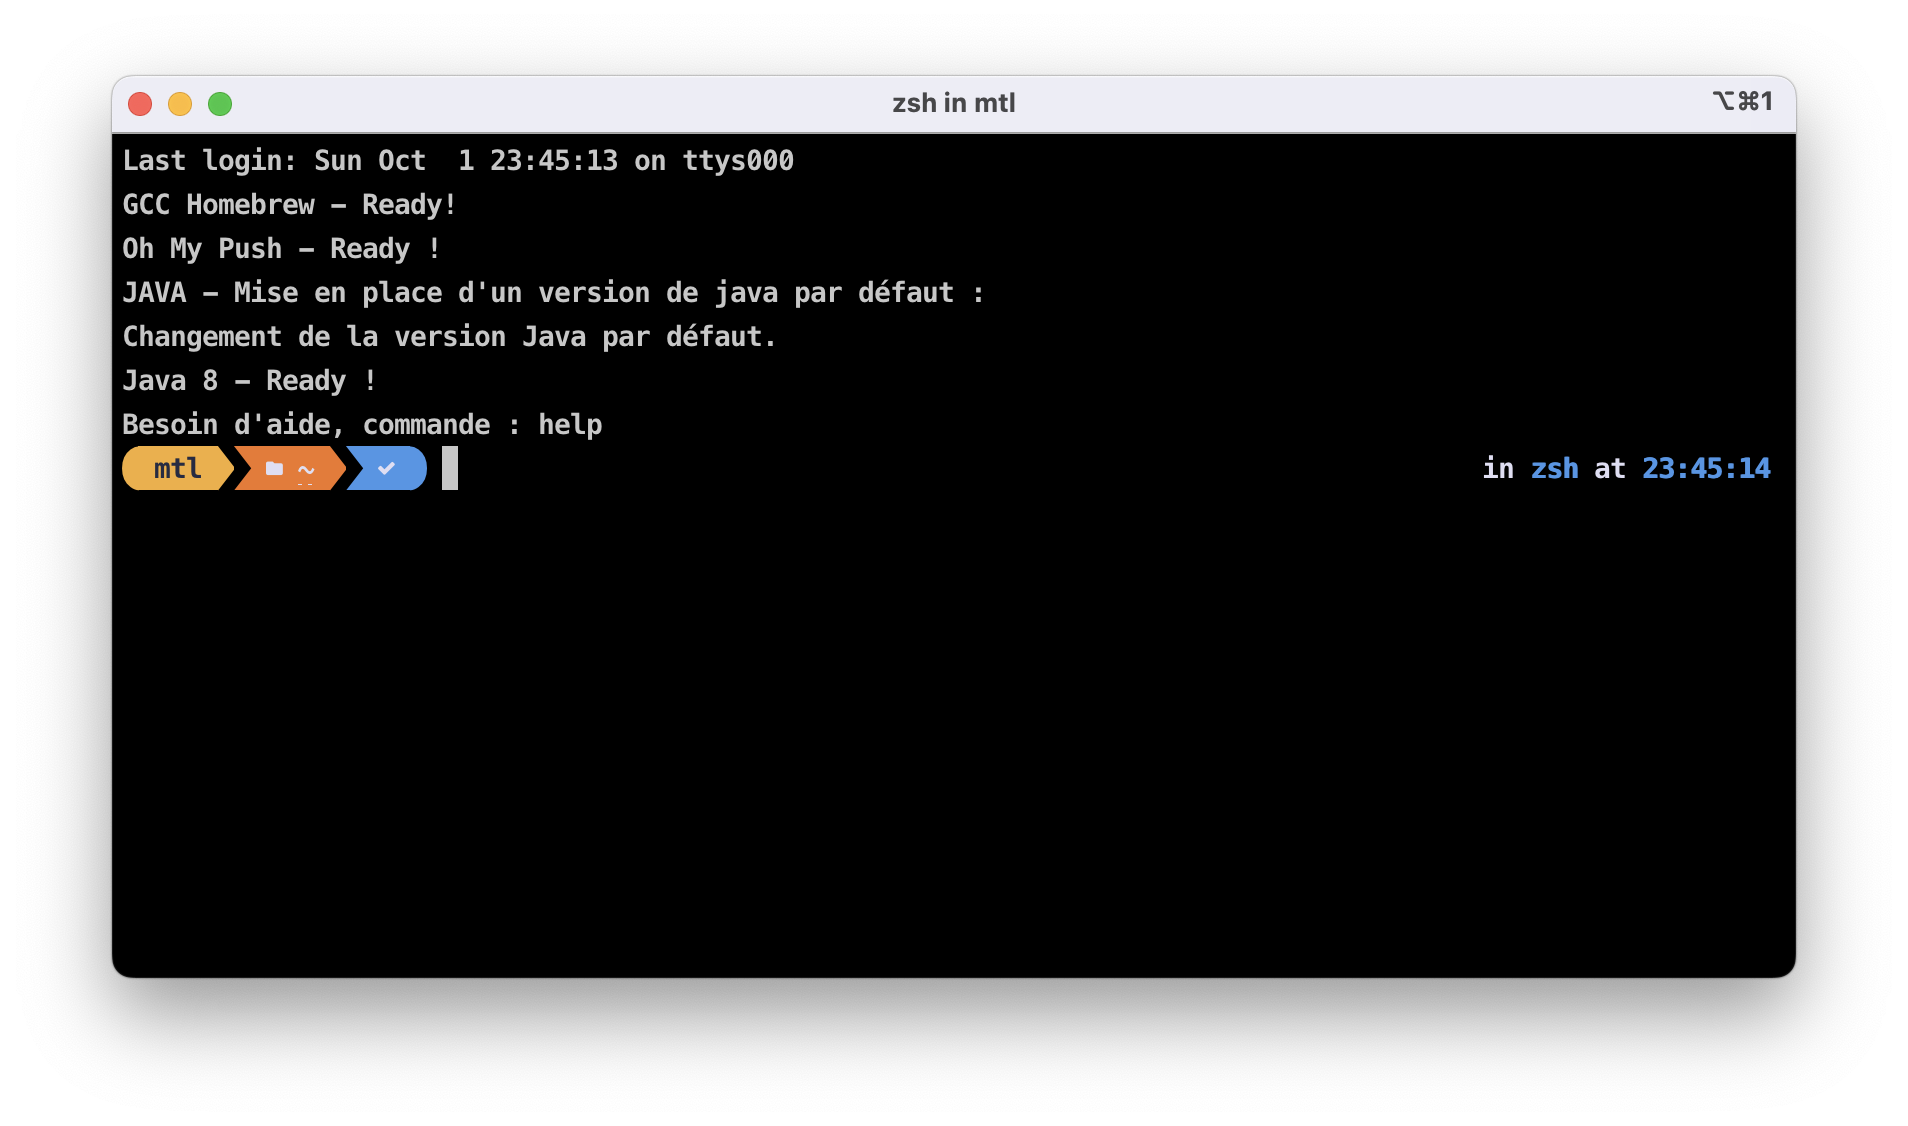 zsh in mtl
⌥⌘1
Last login: Sun Oct  1 23:45:13 on ttys000
GCC Homebrew – Ready!
Oh My Push – Ready !
JAVA – Mise en place d'un version de java par défaut :
Changement de la version Java par défaut.
Java 8 – Ready !
Besoin d'aide, commande : help
mtl ~ in zsh at 23:45:14